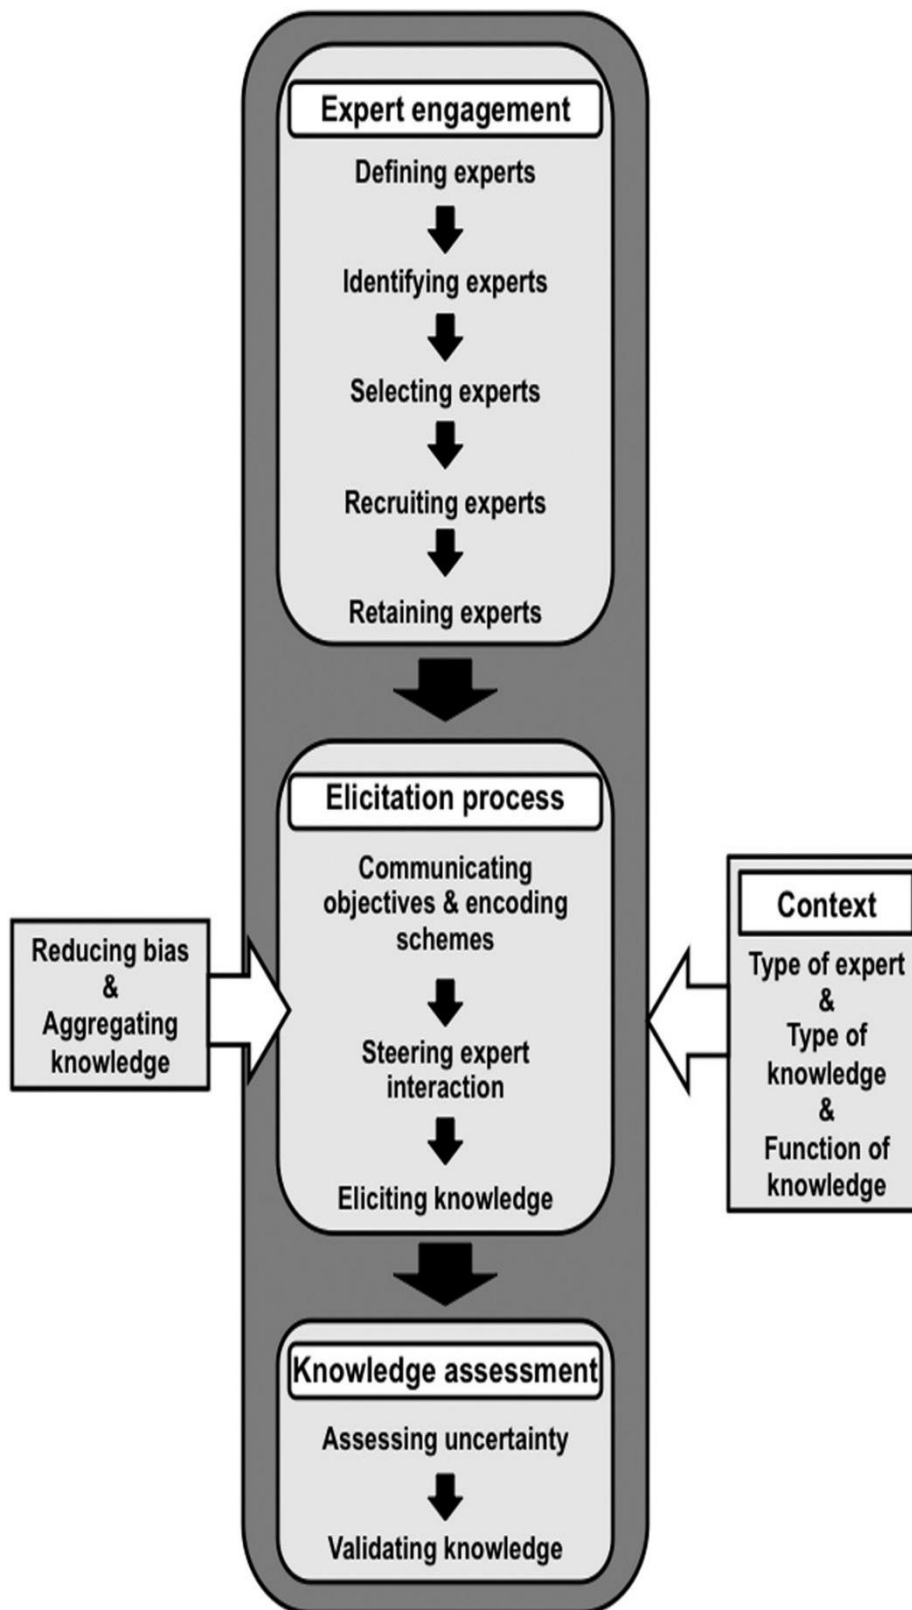 Expert engagement
Defining experts
Identifying experts
Selecting experts
Recruiting experts
Retaining experts
Elicitation process
Communicating
objectives & encoding
schemes
Steering expert
interaction
Eliciting knowledge
Reducing bias
&
Aggregating
knowledge
Context
Type of expert
&
Type of
knowledge
&
Function of
knowledge
Knowledge assessment
Assessing uncertainty
Validating knowledge